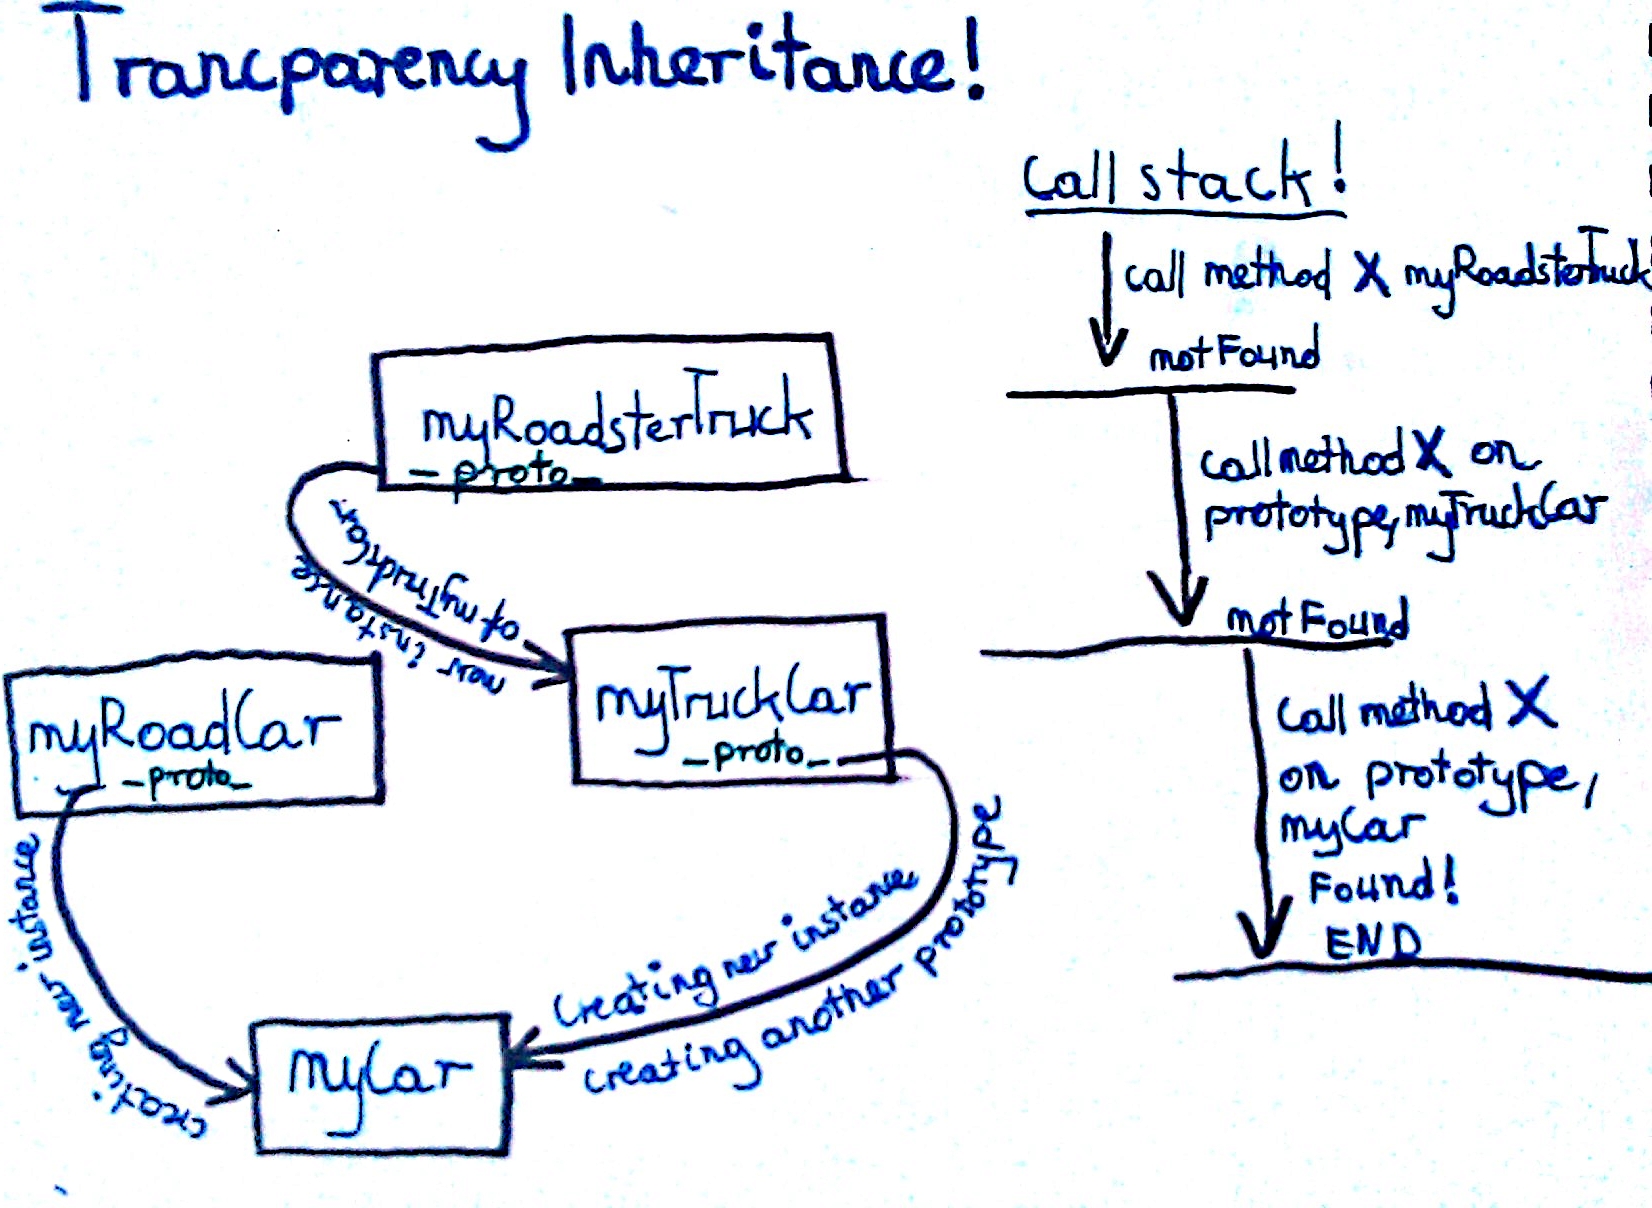 Trancparency Inheritance!
Call stack!
call method X myRoadsterTruck
notFound
call method X on
prototype, myTruckCar
notFound
Call method X
on prototype,
myCar
Found!
END
myRoadsterTruck
_proto_
new instance
of myTruckCar
myRoadCar
_proto_
myTruckCar
_proto_
creating new instance
Creating new instance
creating another prototype
MyCar